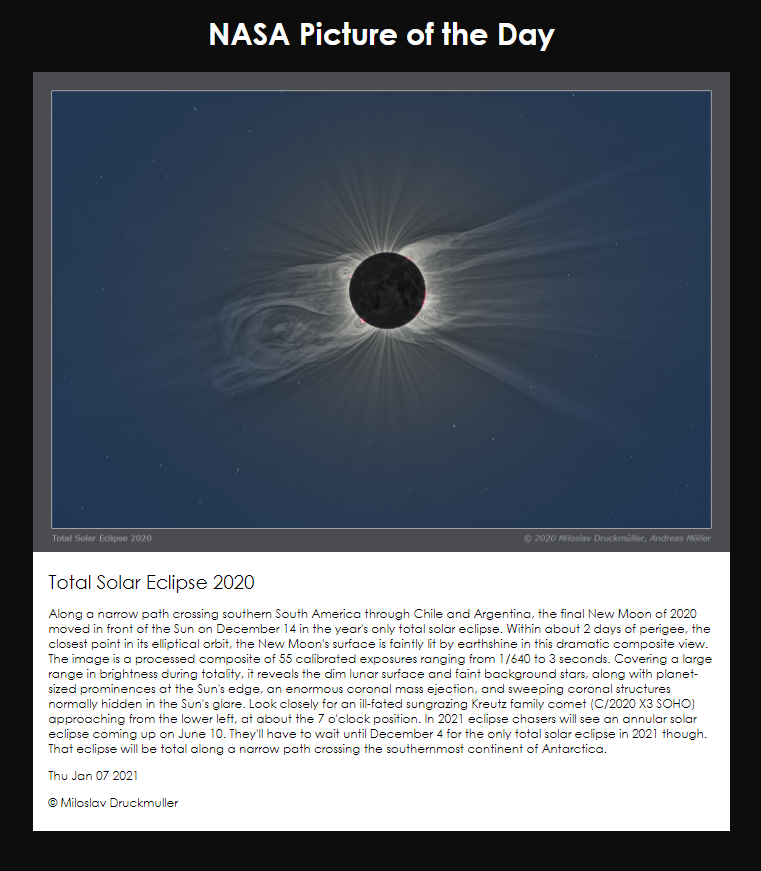 NASA Picture of the Day
Total Solar Eclipse 2020
© 2020 Miloslav Druckmüller, Andreas Möller
Total Solar Eclipse 2020
Along a narrow path crossing southern South America through Chile and Argentina, the final New Moon of 2020
moved in front of the Sun on December 14 in the year's only total solar eclipse. Within about 2 days of perigee, the
closest point in its elliptical orbit, the New Moon's surface is faintly lit by earthshine in this dramatic composite view.
The image is a processed composite of 55 calibrated exposures ranging from 1/640 to 3 seconds. Covering a large
range in brightness during totality, it reveals the dim lunar surface and faint background stars, along with planet-
sized prominences at the Sun's edge, an enormous coronal mass ejection, and sweeping coronal structures
normally hidden in the Sun's glare. Look closely for an ill-fated sungrazing Kreutz family comet (C/2020 X3 SOHO)
approaching from the lower left, at about the 7 o'clock position. In 2021 eclipse chasers will see an annular solar
eclipse coming up on June 10. They'll have to wait until December 4 for the only total solar eclipse in 2021 though.
That eclipse will be total along a narrow path crossing the southernmost continent of Antarctica.
Thu Jan 07 2021
© Miloslav Druckmuller